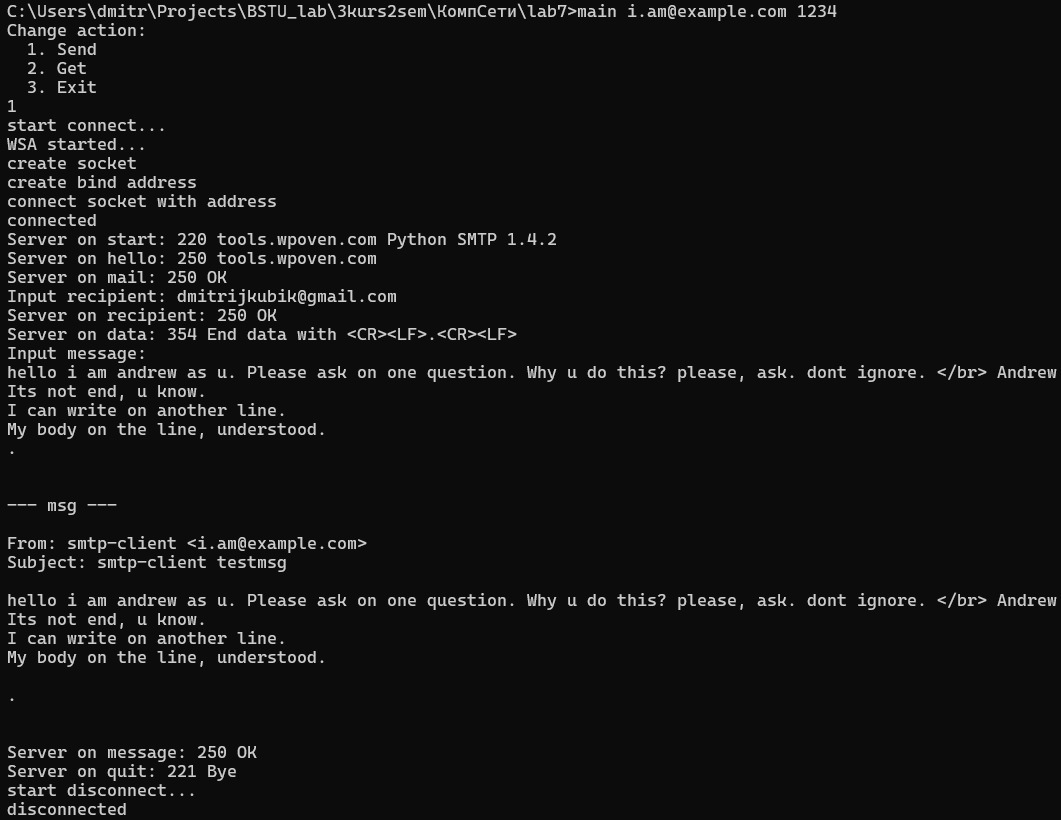 C:\Users\dmitr\Projects\BSTU_lab\3kurs2sem\КомпСети\lab7>main i.am@example.com 1234
Change action:
  1. Send
  2. Get
  3. Exit
1
start connect...
WSA started...
create socket
create bind address
connect socket with address
connected
Server on start: 220 tools.wpoven.com Python SMTP 1.4.2
Server on hello: 250 tools.wpoven.com
Server on mail: 250 OK
Input recipient: dmitrijkubik@gmail.com
Server on recipient: 250 OK
Server on data: 354 End data with <CR><LF>.<CR><LF>
Input message:
hello i am andrew as u. Please ask on one question. Why u do this? please, ask. dont ignore. </br> Andrew
Its not end, u know.
I can write on another line.
My body on the line, understood.
.
--- msg ---
From: smtp-client <i.am@example.com>
Subject: smtp-client testmsg
hello i am andrew as u. Please ask on one question. Why u do this? please, ask. dont ignore. </br> Andrew
Its not end, u know.
I can write on another line.
My body on the line, understood.
.
Server on message: 250 OK
Server on quit: 221 Bye
start disconnect...
disconnected